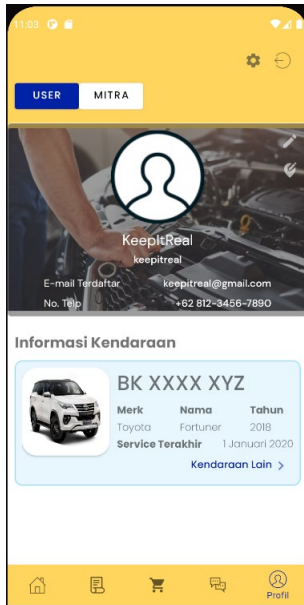 11:03
USER MITRA
KeepItReal
keepitreal
E-mail Terdaftar keepitreal@gmail.com
No. Telp +62 812-3456-7890
Informasi Kendaraan
BK XXXX XYZ
Merk Nama Tahun
Toyota Fortuner 2018
Service Terakhir 1 Januari 2020
Kendaraan Lain >
Profil